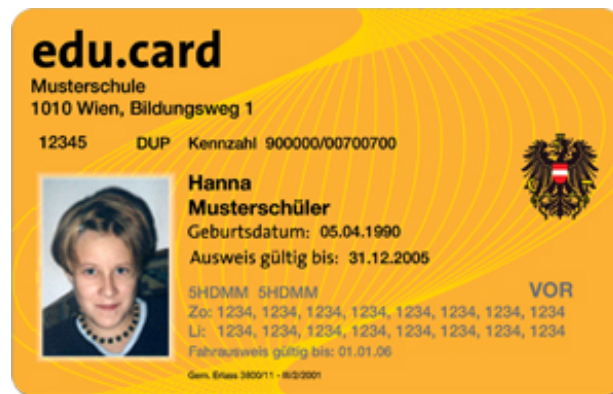 edu.card
Musterschule
1010 Wien, Bildungsweg 1
12345 DUP Kennzahl 900000/00700700
Hanna
Musterschüler
Geburtsdatum: 05.04.1990
Ausweis gültig bis: 31.12.2005
5HDMM 5HDMM VOR
Zo: 1234, 1234, 1234, 1234, 1234, 1234, 1234, 1234
Li: 1234, 1234, 1234, 1234, 1234, 1234, 1234, 1234
Fahrausweis gültig bis: 01.01.06
Gem. Erlass 3800/11 - III/2/2001